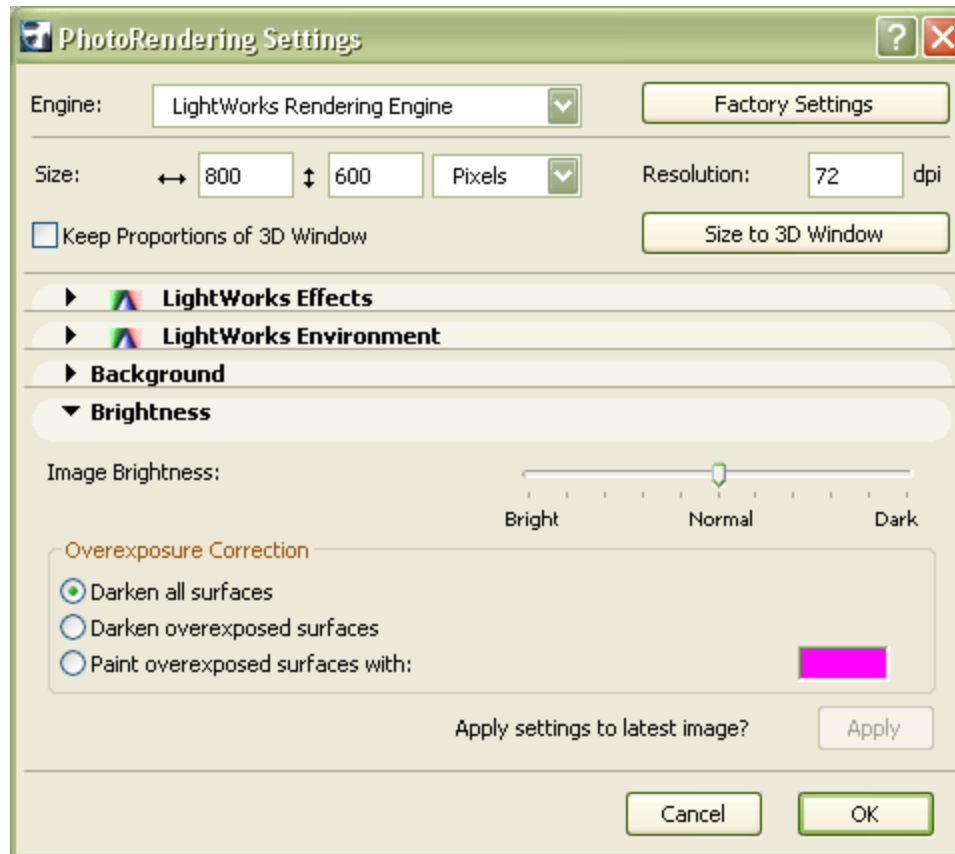 PhotoRendering Settings
Engine: LightWorks Rendering Engine Factory Settings
Size: 800 600 Pixels Resolution: 72 dpi
Keep Proportions of 3D Window Size to 3D Window
LightWorks Effects
LightWorks Environment
Background
Brightness
Image Brightness:
Bright Normal Dark
Overexposure Correction
Darken all surfaces
Darken overexposed surfaces
Paint overexposed surfaces with:
Apply settings to latest image? Apply
Cancel OK